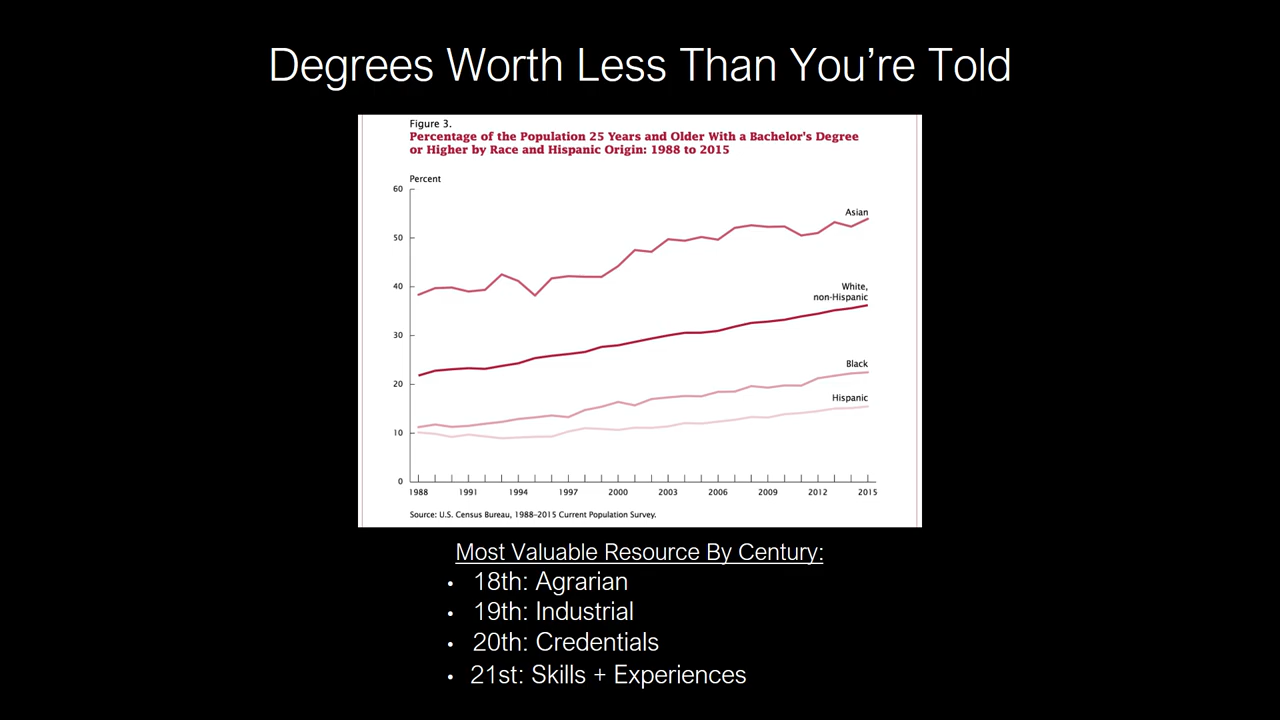 Degrees Worth Less Than You're Told
Figure 3.
Percentage of the Population 25 Years and Older With a Bachelor's Degree
or Higher by Race and Hispanic Origin: 1988 to 2015
Percent
60
50
40
30
20
10
0
Asian
White,
non-Hispanic
Black
Hispanic
1988 1991 1994 1997 2000 2003 2006 2009 2012 2015
Source: U.S. Census Bureau, 1988–2015 Current Population Survey.
Most Valuable Resource By Century:
• 18th: Agrarian
• 19th: Industrial
• 20th: Credentials
• 21st: Skills + Experiences